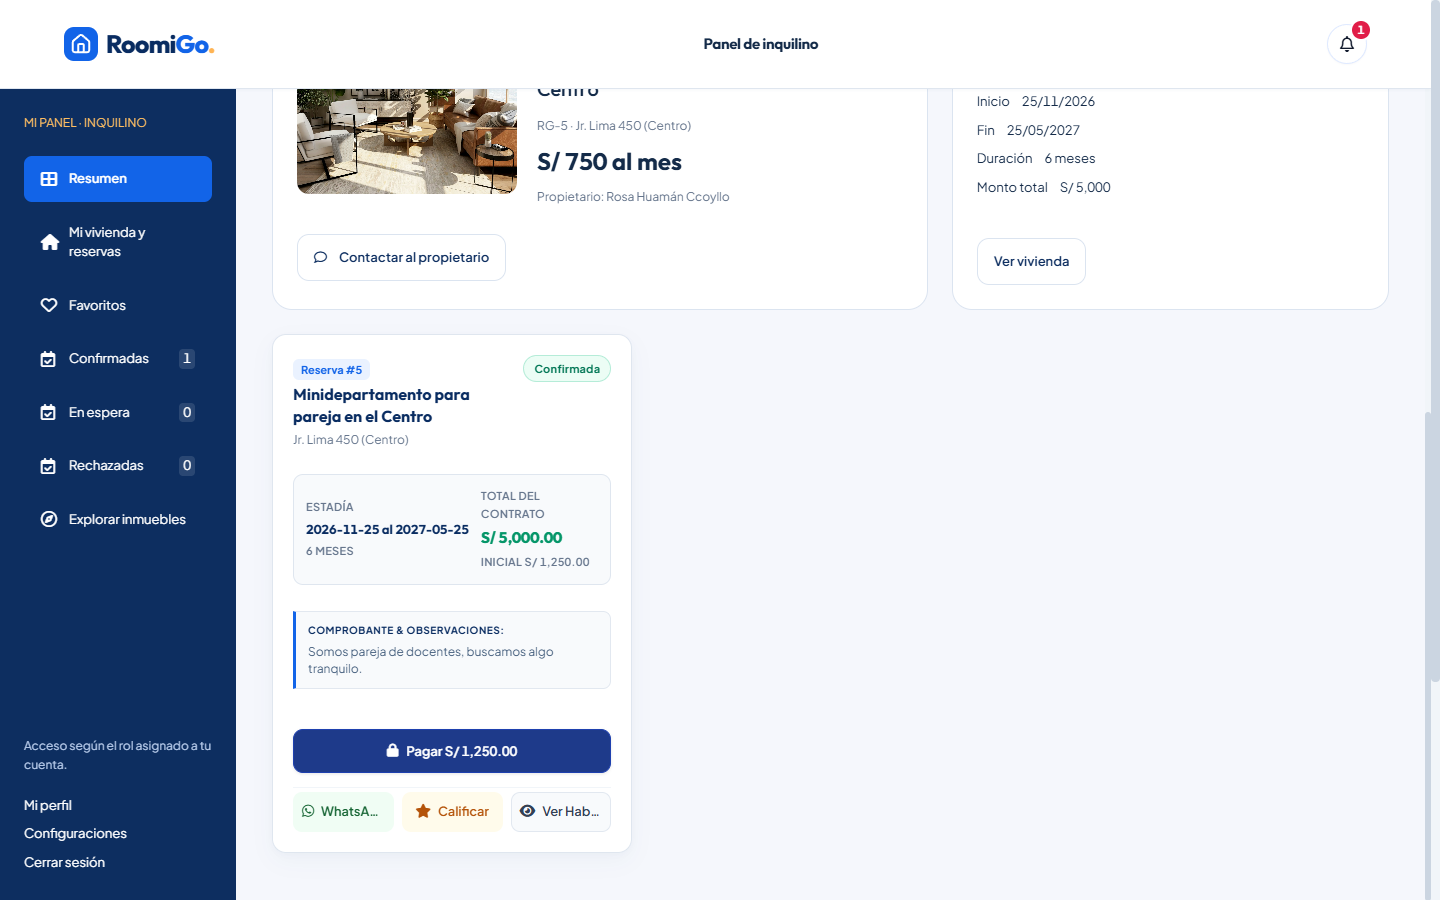 RoomiGo.
Panel de inquilino
1
MI PANEL · INQUILINO
Resumen
Mi vivienda y
reservas
Favoritos
Confirmadas 1
En espera 0
Rechazadas 0
Explorar inmuebles
Acceso según el rol asignado a tu
cuenta.
Mi perfil
Configuraciones
Cerrar sesión
Centro
RG-5 · Jr. Lima 450 (Centro)
S/ 750 al mes
Propietario: Rosa Huamán Ccoyllo
Contactar al propietario
Inicio 25/11/2026
Fin 25/05/2027
Duración 6 meses
Monto total S/ 5,000
Ver vivienda
Reserva #5
Confirmada
Minidepartamento para
pareja en el Centro
Jr. Lima 450 (Centro)
ESTADÍA
2026-11-25 al 2027-05-25
6 MESES
TOTAL DEL
CONTRATO
S/ 5,000.00
INICIAL S/ 1,250.00
COMPROBANTE & OBSERVACIONES:
Somos pareja de docentes, buscamos algo
tranquilo.
Pagar S/ 1,250.00
WhatsA...
Calificar
Ver Hab...